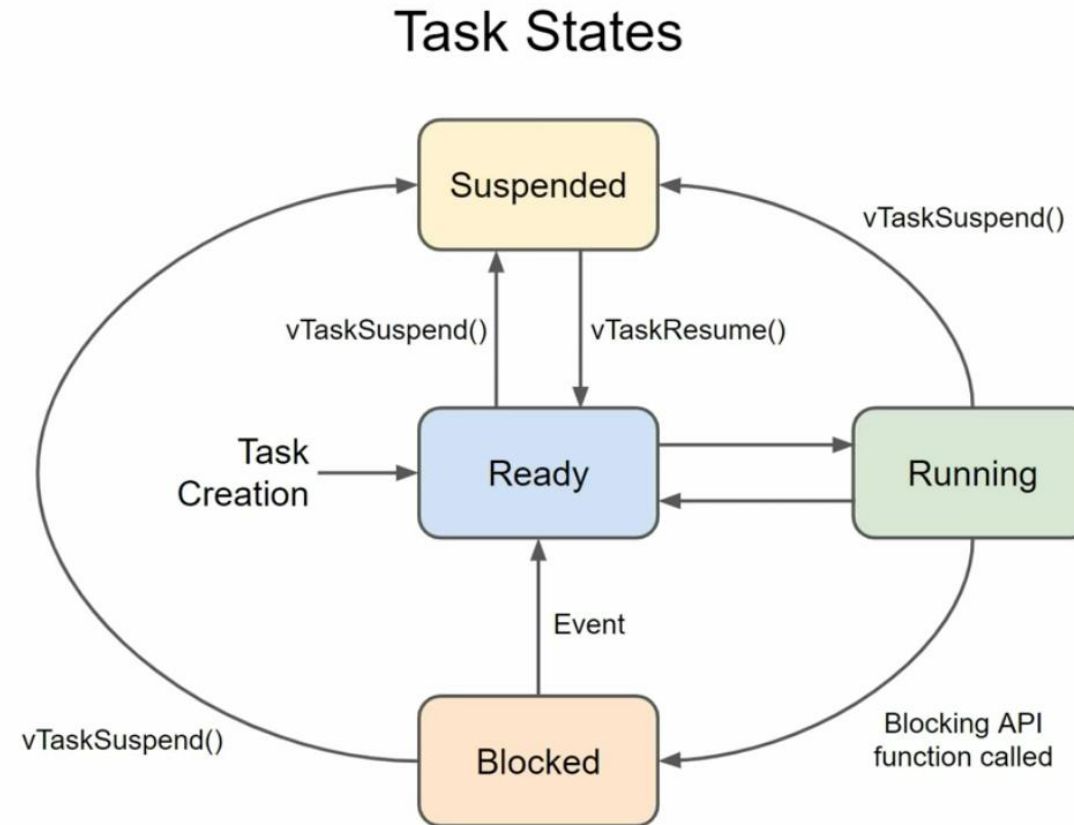 Task States
Suspended
vTaskSuspend()
vTaskSuspend()
vTaskResume()
Task
Creation
Ready
Running
Event
vTaskSuspend()
Blocked
Blocking API
function called